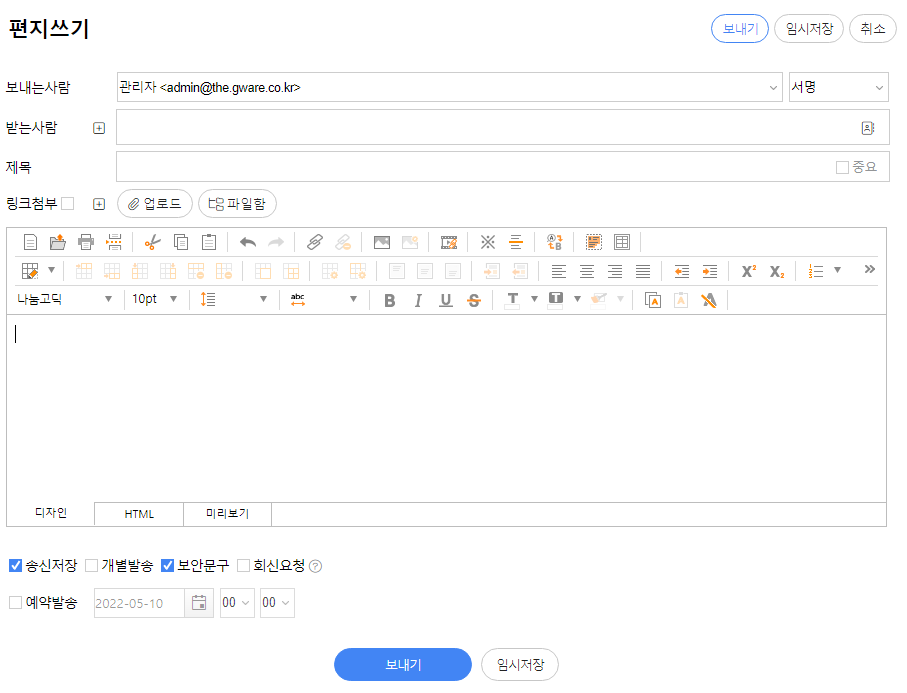 편지쓰기 보내기 임시저장 취소
보내는사람 관리자 <admin@the.gware.co.kr> 서명
받는사람
제목 중요
링크첨부 업로드 파일함
나눔고딕 10pt abc B I U S T T X² X₂ A A A
디자인 HTML 미리보기
송신저장 개별발송 보안문구 회신요청 ?
예약발송 2022-05-10 00 00
보내기 임시저장